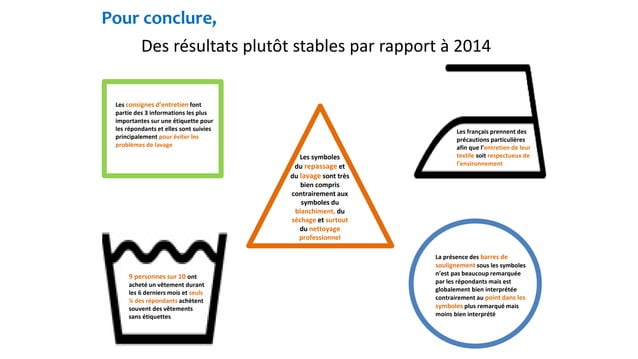 Pour conclure,
Des résultats plutôt stables par rapport à 2014
Les consignes d'entretien font
partie des 3 informations les plus
importantes sur une étiquette pour
les répondants et elles sont suivies
principalement pour éviter les
problèmes de lavage
Les symboles
du repassage et
du lavage sont très
bien compris
contrairement aux
symboles du
blanchiment, du
séchage et surtout
du nettoyage
professionnel
Les français prennent des
précautions particulières
afin que l'entretien de leur
textile soit respectueux de
l'environnement
9 personnes sur 10 ont
acheté un vêtement durant
les 6 derniers mois et seuls
¼ des répondants achètent
souvent des vêtements
sans étiquettes
La présence des barres de
soulignement sous les symboles
n'est pas beaucoup remarquée
par les répondants mais est
globalement bien interprétée
contrairement au point dans les
symboles plus remarqué mais
moins bien interprété